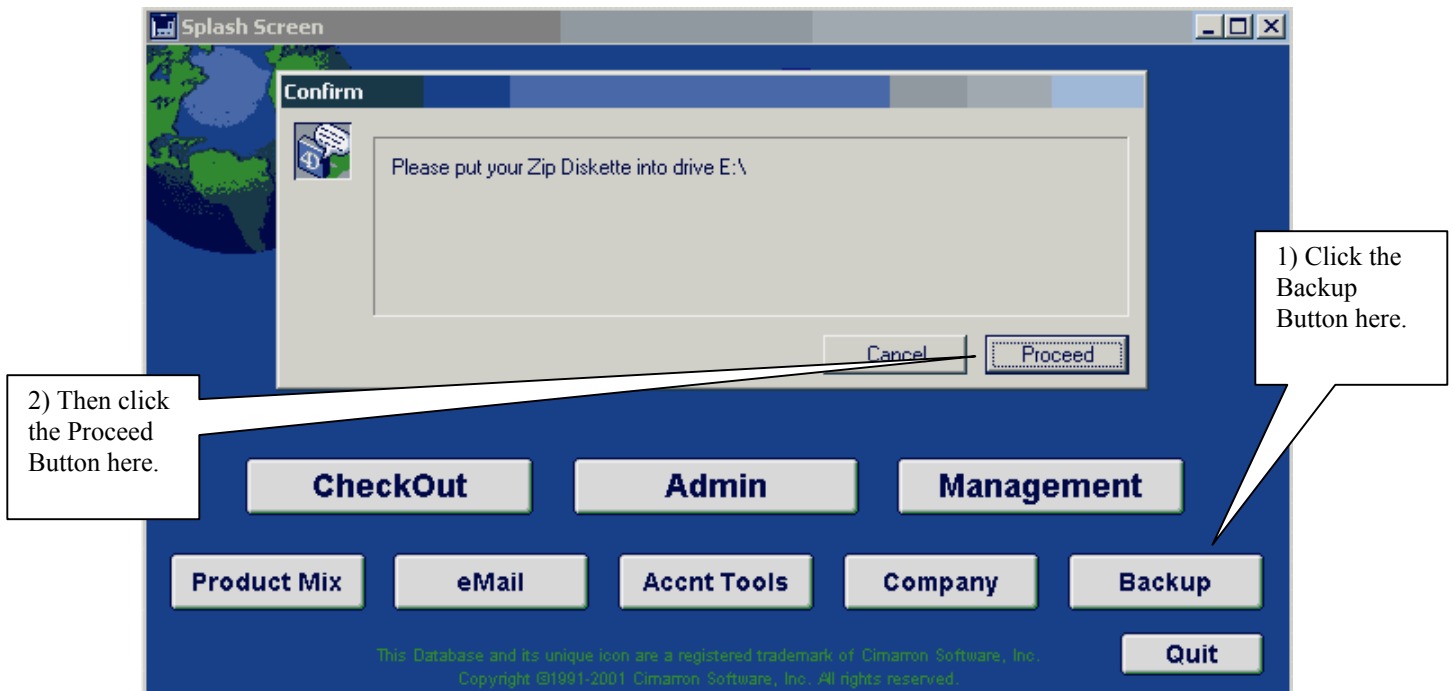 Splash Screen
Confirm
4D
Please put your Zip Diskette into drive E:\
Cancel
Proceed
1) Click the
Backup
Button here.
2) Then click
the Proceed
Button here.
CheckOut
Admin
Management
Product Mix
eMail
Accnt Tools
Company
Backup
This Database and its unique icon are a registered trademark of Cimarron Software, Inc.
Copyright ©1991-2001 Cimarron Software, Inc. All rights reserved.
Quit